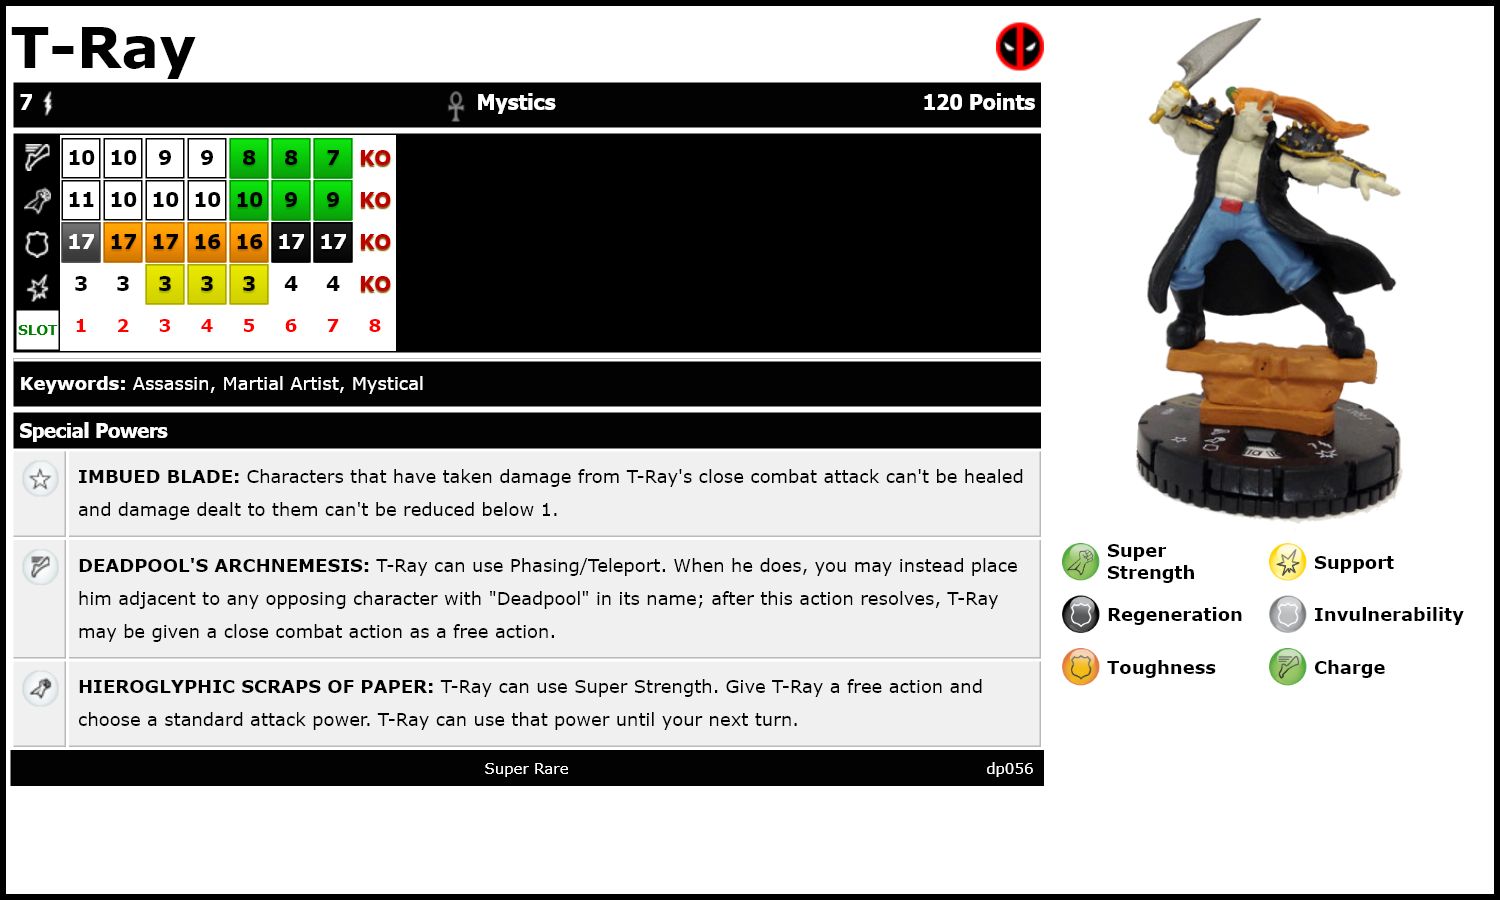 T-Ray
7 Mystics 120 Points
10 10 9 9 8 8 7 KO
11 10 10 10 10 9 9 KO
17 17 17 16 16 17 17 KO
3 3 3 3 3 4 4 KO
SLOT 1 2 3 4 5 6 7 8
Keywords: Assassin, Martial Artist, Mystical
Special Powers
IMBUED BLADE: Characters that have taken damage from T-Ray's close combat attack can't be healed
and damage dealt to them can't be reduced below 1.
DEADPOOL'S ARCHNEMESIS: T-Ray can use Phasing/Teleport. When he does, you may instead place
him adjacent to any opposing character with "Deadpool" in its name; after this action resolves, T-Ray
may be given a close combat action as a free action.
HIEROGLYPHIC SCRAPS OF PAPER: T-Ray can use Super Strength. Give T-Ray a free action and
choose a standard attack power. T-Ray can use that power until your next turn.
Super Rare dp056
Super
Strength
Support
Regeneration
Invulnerability
Toughness
Charge